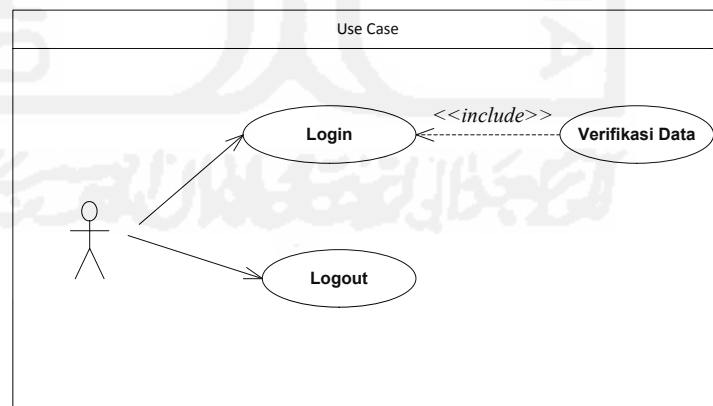 Use Case
<<include>>
Login
Verifikasi Data
Logout